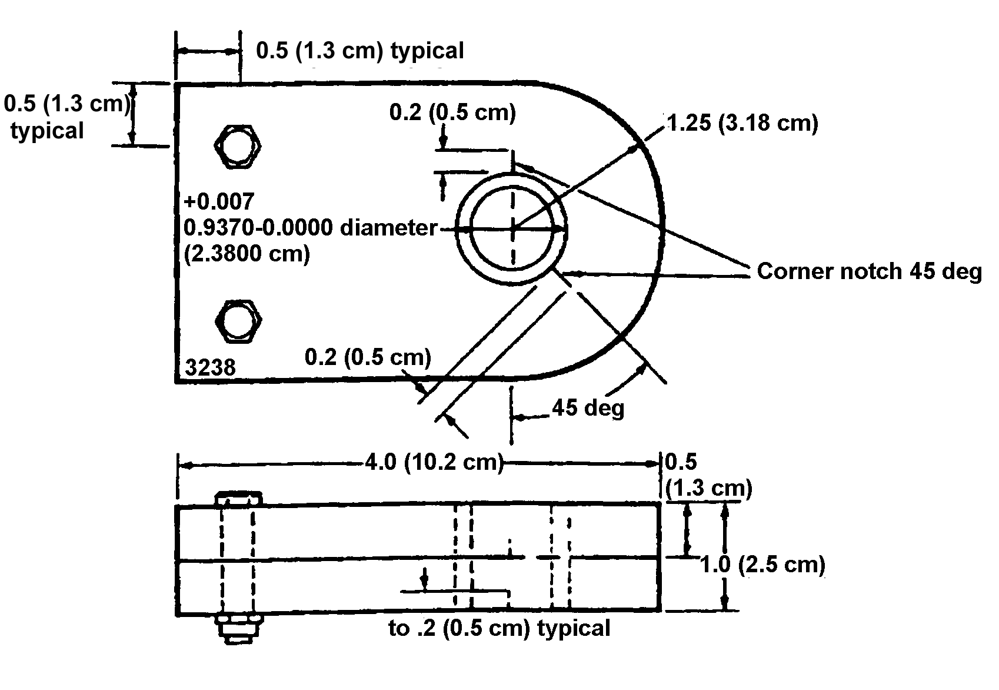 0.5 (1.3 cm) typical
0.5 (1.3 cm)
typical
0.2 (0.5 cm)
1.25 (3.18 cm)
+0.007
0.9370-0.0000 diameter
(2.3800 cm)
Corner notch 45 deg
0.2 (0.5 cm)
3238
45 deg
4.0 (10.2 cm)
0.5
(1.3 cm)
1.0 (2.5 cm)
to .2 (0.5 cm) typical